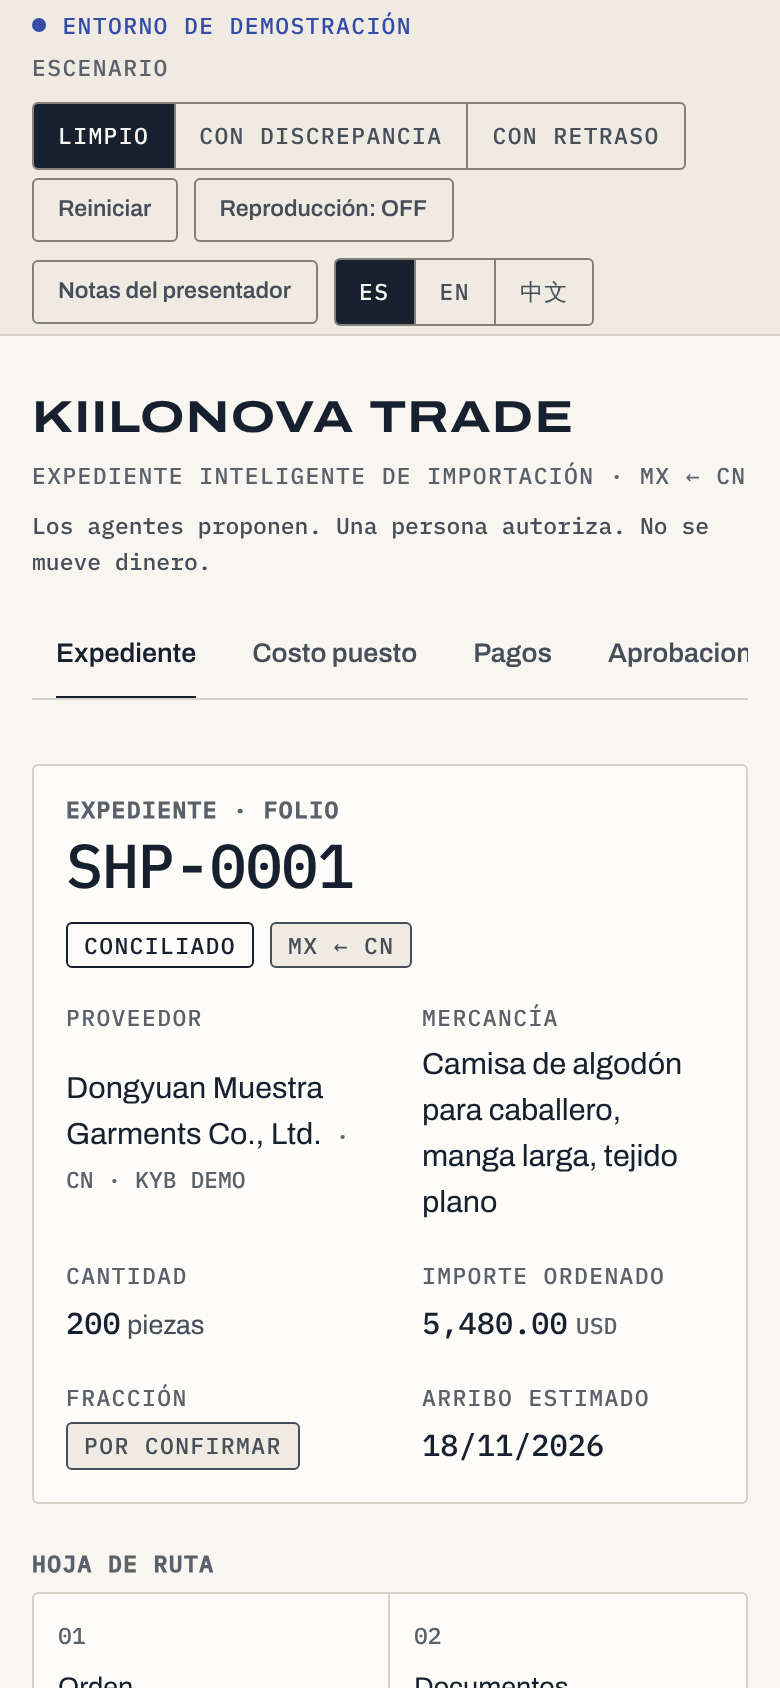 ENTORNO DE DEMOSTRACIÓN
ESCENARIO
LIMPIO CON DISCREPANCIA CON RETRASO
Reiniciar Reproducción: OFF
Notas del presentador ES EN 中文
KIILONOVA TRADE
EXPEDIENTE INTELIGENTE DE IMPORTACIÓN · MX ← CN
Los agentes proponen. Una persona autoriza. No se
mueve dinero.
Expediente Costo puesto Pagos Aprobacion
EXPEDIENTE · FOLIO
SHP-0001
CONCILIADO MX ← CN
PROVEEDOR
Dongyuan Muestra
Garments Co., Ltd. ·
CN · KYB DEMO
MERCANCÍA
Camisa de algodón
para caballero,
manga larga, tejido
plano
CANTIDAD
200 piezas
IMPORTE ORDENADO
5,480.00 USD
FRACCIÓN
POR CONFIRMAR
ARRIBO ESTIMADO
18/11/2026
HOJA DE RUTA
01
Orden
02
Documentos